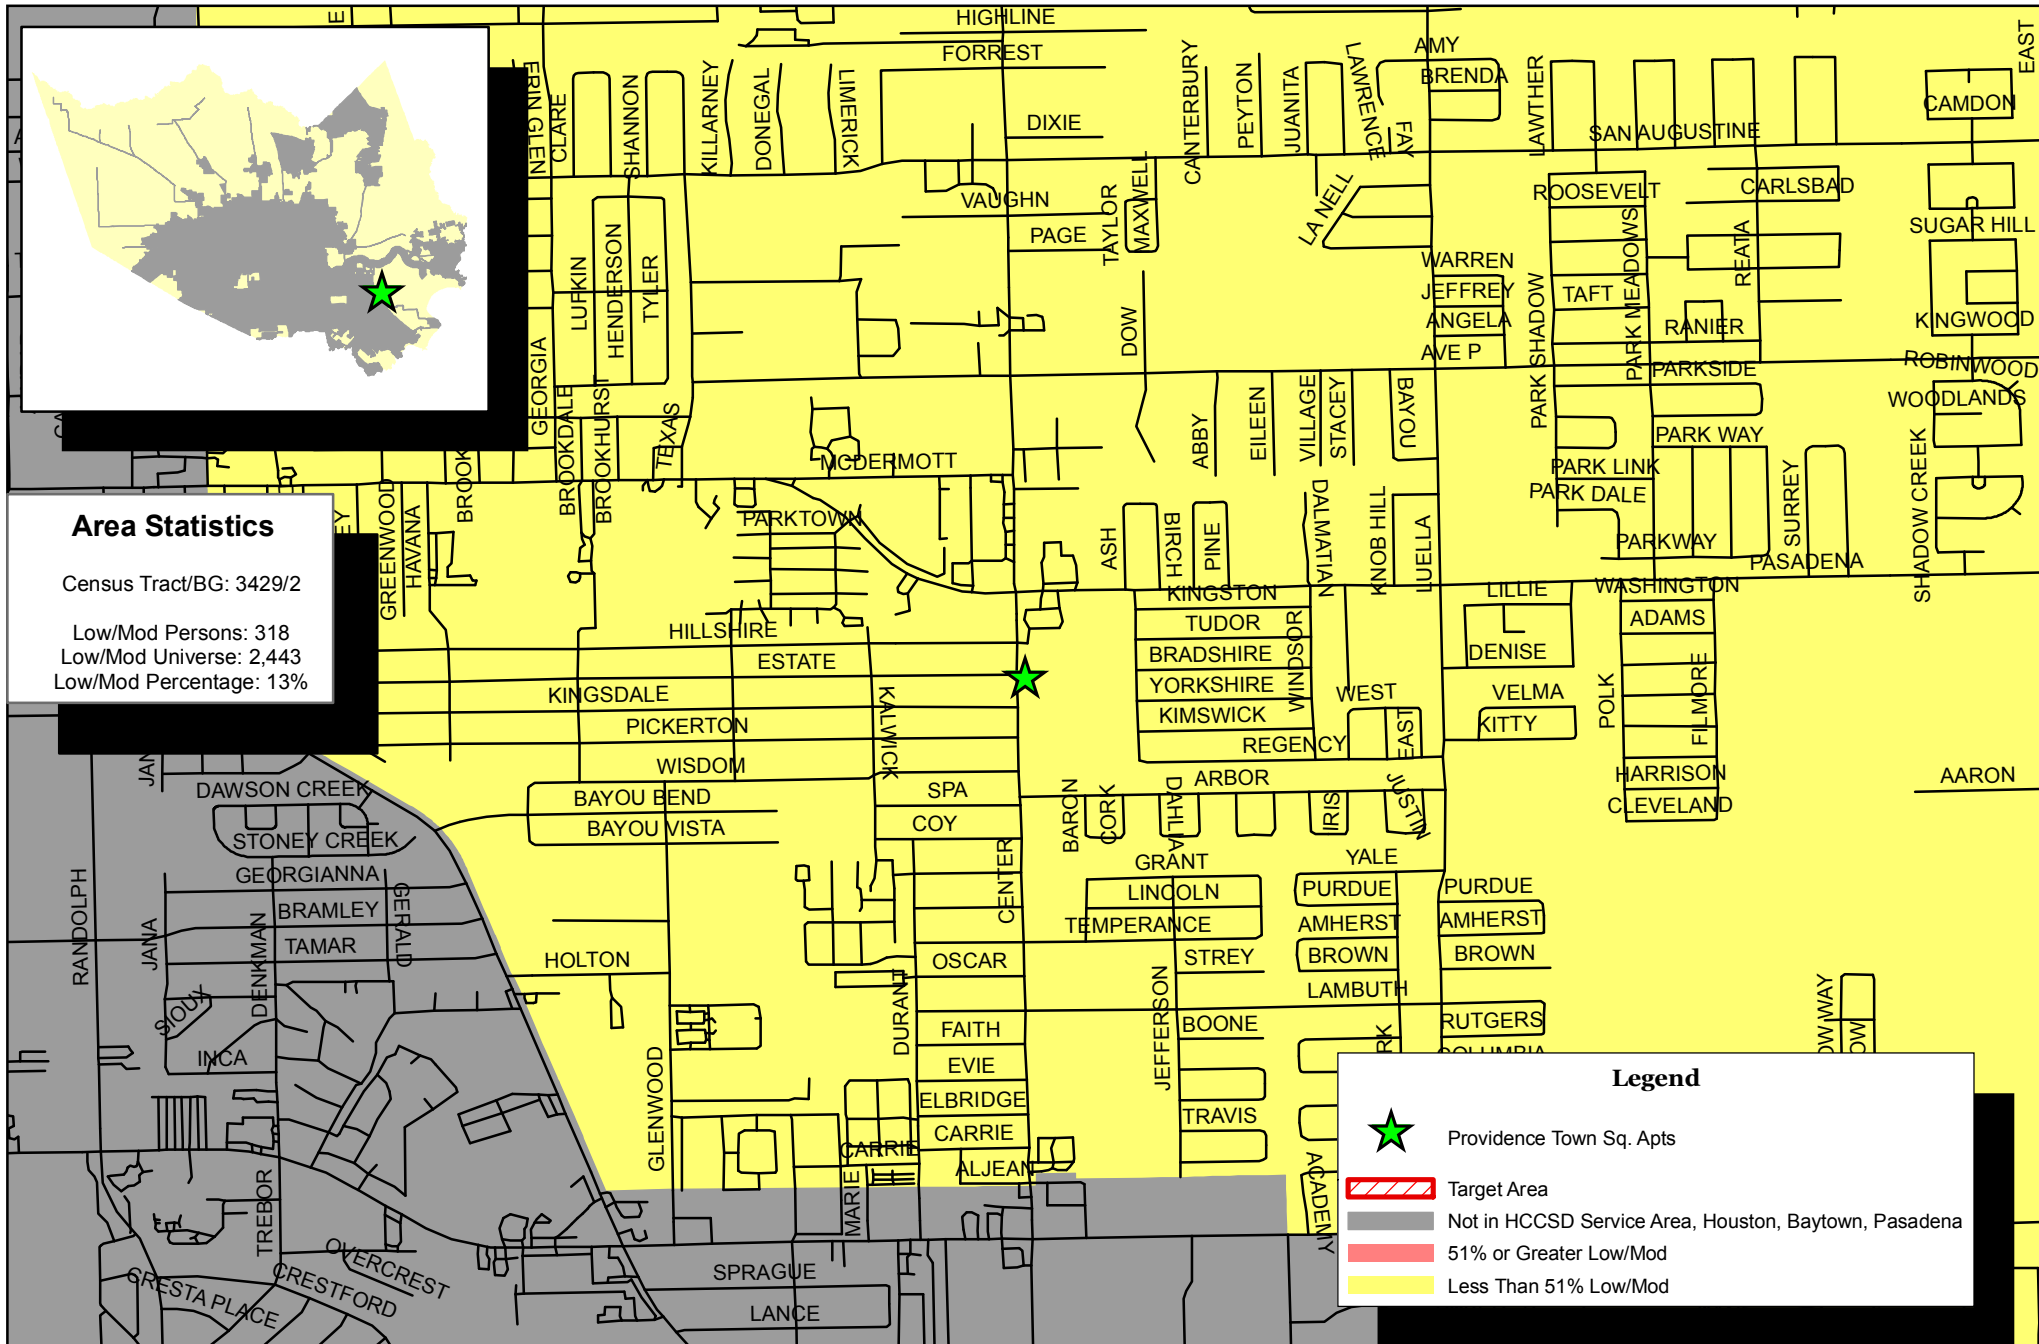 HIGHLINE
FORREST
AMY
BRENDA
EAST
ERIN GLEN
CLARE
SHANNON
KILLARNEY
DONEGAL
LIMERICK
DIXIE
CANTERBURY
PEYTON
JUANITA
LAWRENCE
FAY
LAWTHER
SAN AUGUSTINE
CAMDON
VAUGHN
PAGE
TAYLOR
MAXWELL
LA NELL
ROOSEVELT
CARLSBAD
SUGAR HILL
LUFKIN
HENDERSON
TYLER
WARREN
JEFFREY
ANGELA
AVE P
TAFT
PARK SHADOW
PARK MEADOWS
REATA
RANIER
KINGWOOD
DOW
GEORGIA
PARKSIDE
ROBINWOOD
WOODLANDS
BROOKDALE
BROOKHURST
TEXAS
MCDERMOTT
ABBY
EILEEN
VILLAGE
STACEY
BAYOU
PARK WAY
PARK LINK
PARK DALE
SURREY
SHADOW CREEK
GREENWOOD
HAVANA
BROOK
PARKTOWN
ASH
BIRCH
PINE
DALMATIAN
KNOB HILL
LUELLA
PARKWAY
PASADENA
Area Statistics
Census Tract/BG: 3429/2
Low/Mod Persons: 318
Low/Mod Universe: 2,443
Low/Mod Percentage: 13%
HILLSHIRE
ESTATE
KINGSDALE
PICKERTON
WISDOM
KALWICK
KINGSTON
TUDOR
BRADSHIRE
YORKSHIRE
KIMSWICK
REGENCY
WINDSOR
WEST
EAST
LILLIE
DENISE
VELMA
KITTY
WASHINGTON
ADAMS
POLK
FILMORE
HARRISON
CLEVELAND
AARON
DAWSON CREEK
STONEY CREEK
BAYOU BEND
BAYOU VISTA
SPA
COY
CENTER
BARON
CORK
DAHLIA
ARBOR
IRIS
JUSTIN
GEORGIANNA
BRAMLEY
TAMAR
GERALD
RANDOLPH
JANA
DENKMAN
SIOUX
INCA
HOLTON
GRANT
LINCOLN
TEMPERANCE
YALE
PURDUE
AMHERST
BROWN
PURDUE
AMHERST
BROWN
OSCAR
STREY
LAMBUTH
DURANT
JEFFERSON
FAITH
BOONE
RUTGERS
EVIE
ELBRIDGE
CARRIE
CARRIE
ALJEAN
TRAVIS
GLENWOOD
MARIE
ACADEMY
TREBOR
OVERCREST
CRESTFORD
CRESTA PLACE
SPRAGUE
LANCE
Legend
Providence Town Sq. Apts
Target Area
Not in HCCSD Service Area, Houston, Baytown, Pasadena
51% or Greater Low/Mod
Less Than 51% Low/Mod